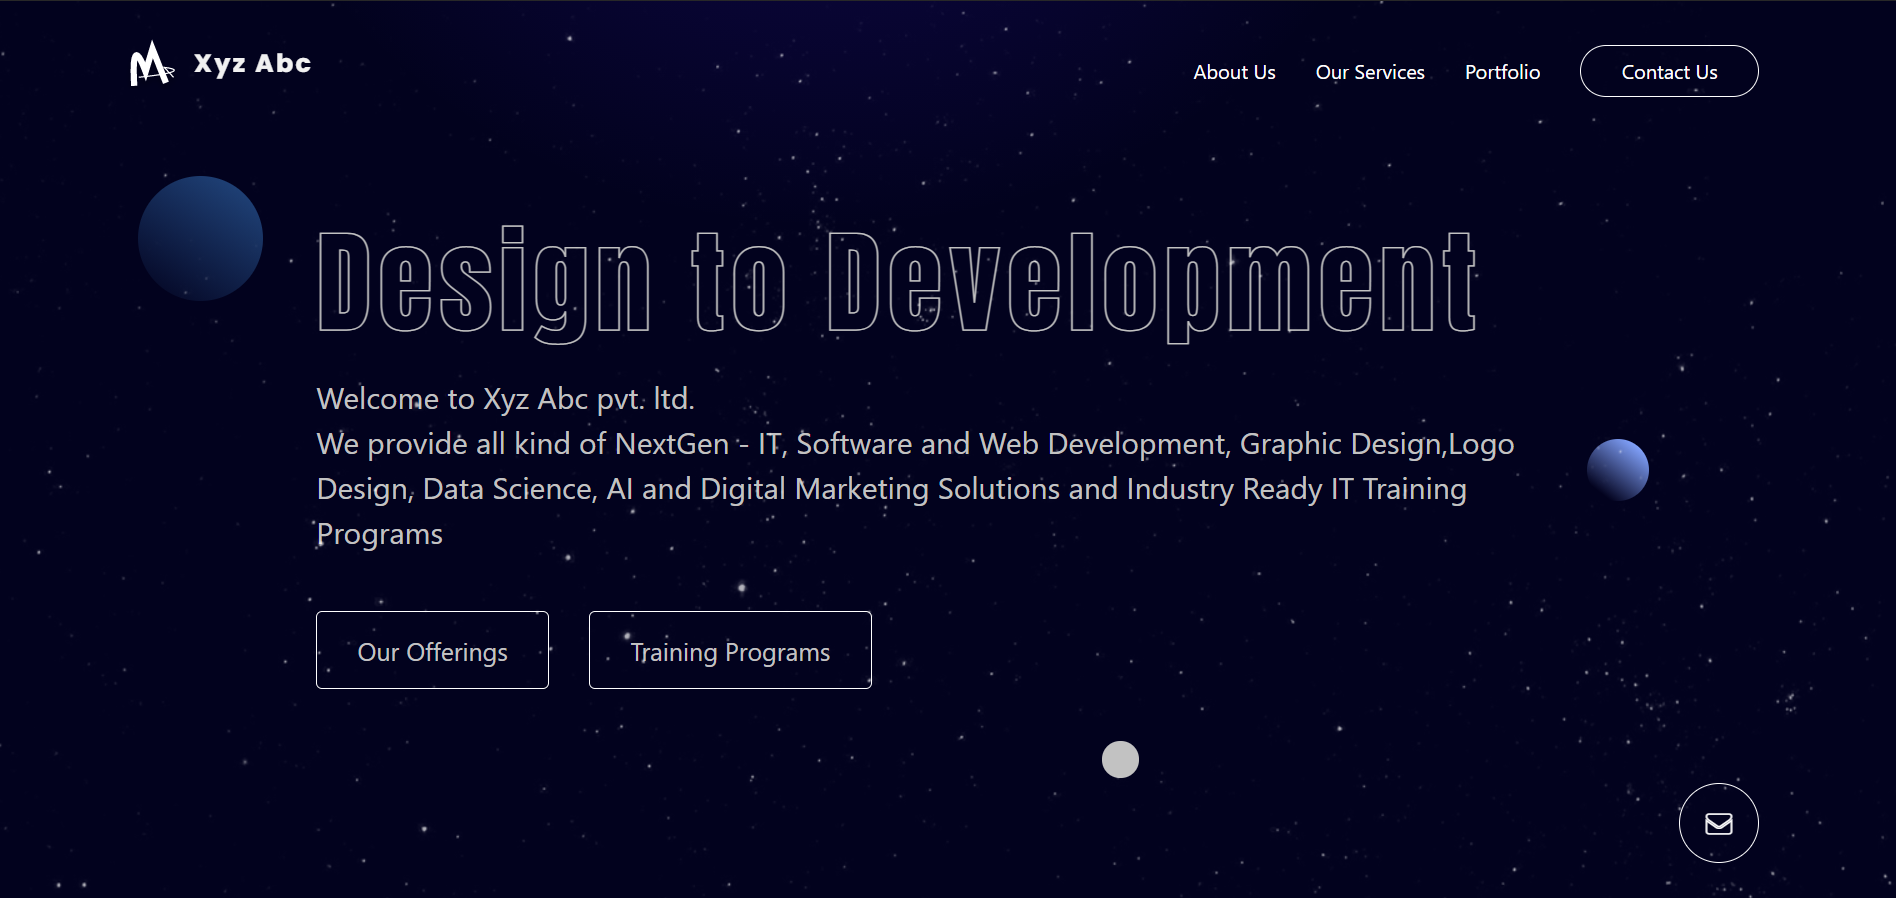 Xyz Abc
About Us
Our Services
Portfolio
Contact Us
Design to Development
Welcome to Xyz Abc pvt. ltd.
We provide all kind of NextGen - IT, Software and Web Development, Graphic Design,Logo
Design, Data Science, AI and Digital Marketing Solutions and Industry Ready IT Training
Programs
Our Offerings
Training Programs